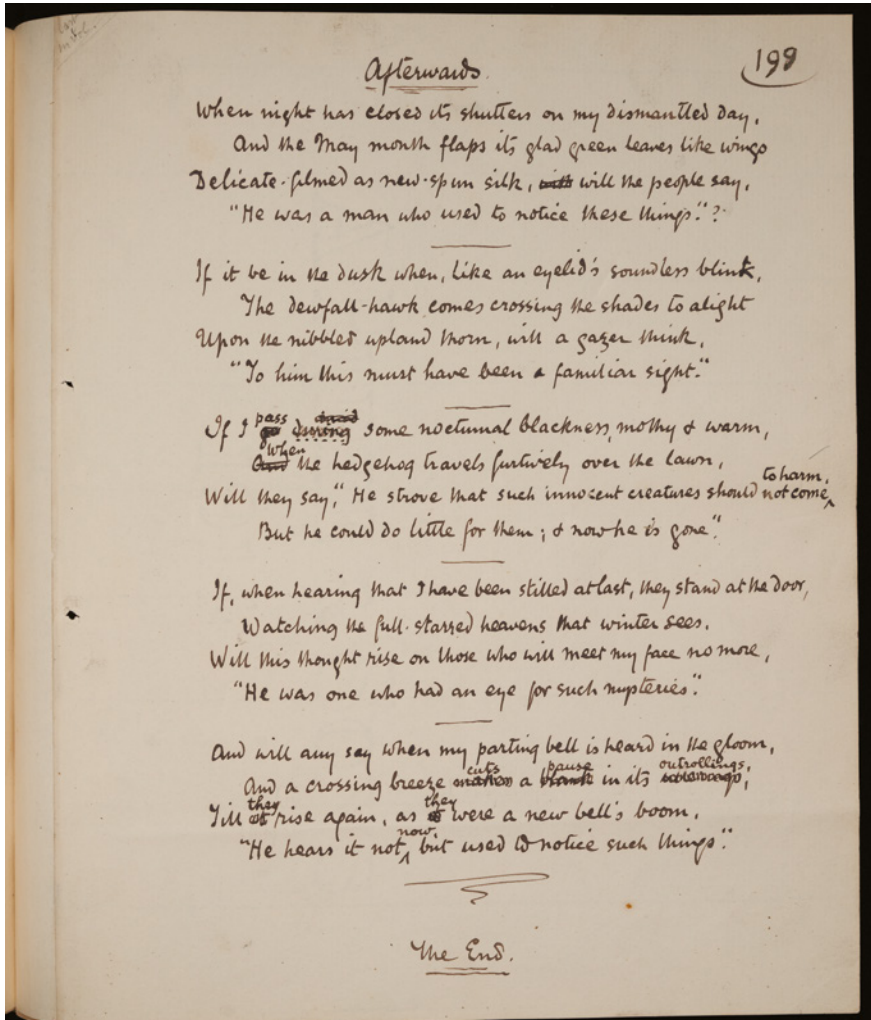 Afterwards.
199
When night has closed its shutters on my dismantled day,
And the May month flaps its glad green leaves like wings
Delicate-filmed as new-spun silk, will the people say,
"He was a man who used to notice these things"?
If it be in the dusk when, like an eyelid's soundless blink,
The dewfall-hawk comes crossing the shades to alight
Upon the nibbled upland thorn, will a gazer think,
"To him this must have been a familiar sight."
If I pass during some nocturnal blackness, mothy & warm,
When the hedgehog travels furtively over the lawn,
Will they say, "He strove that such innocent creatures should not come to harm,
But he could do little for them; & now he is gone".
If, when hearing that I have been stilled at last, they stand at the door,
Watching the full-starred heavens that winter sees,
Will this thought rise on those who will meet my face no more,
"He was one who had an eye for such mysteries".
And will any say when my parting bell is heard in the gloom,
And a crossing breeze cuts a pause in its outrollings,
Till they rise again, as they were a new bell's boom,
"He hears it not now, but used to notice such things".
The End.